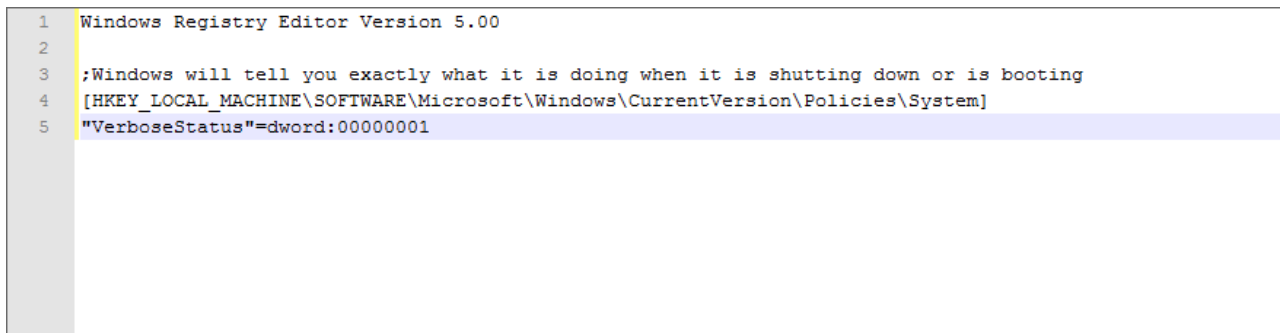 1 Windows Registry Editor Version 5.00
2
3 ;Windows will tell you exactly what it is doing when it is shutting down or is booting
4 [HKEY_LOCAL_MACHINE\SOFTWARE\Microsoft\Windows\CurrentVersion\Policies\System]
5 "VerboseStatus"=dword:00000001